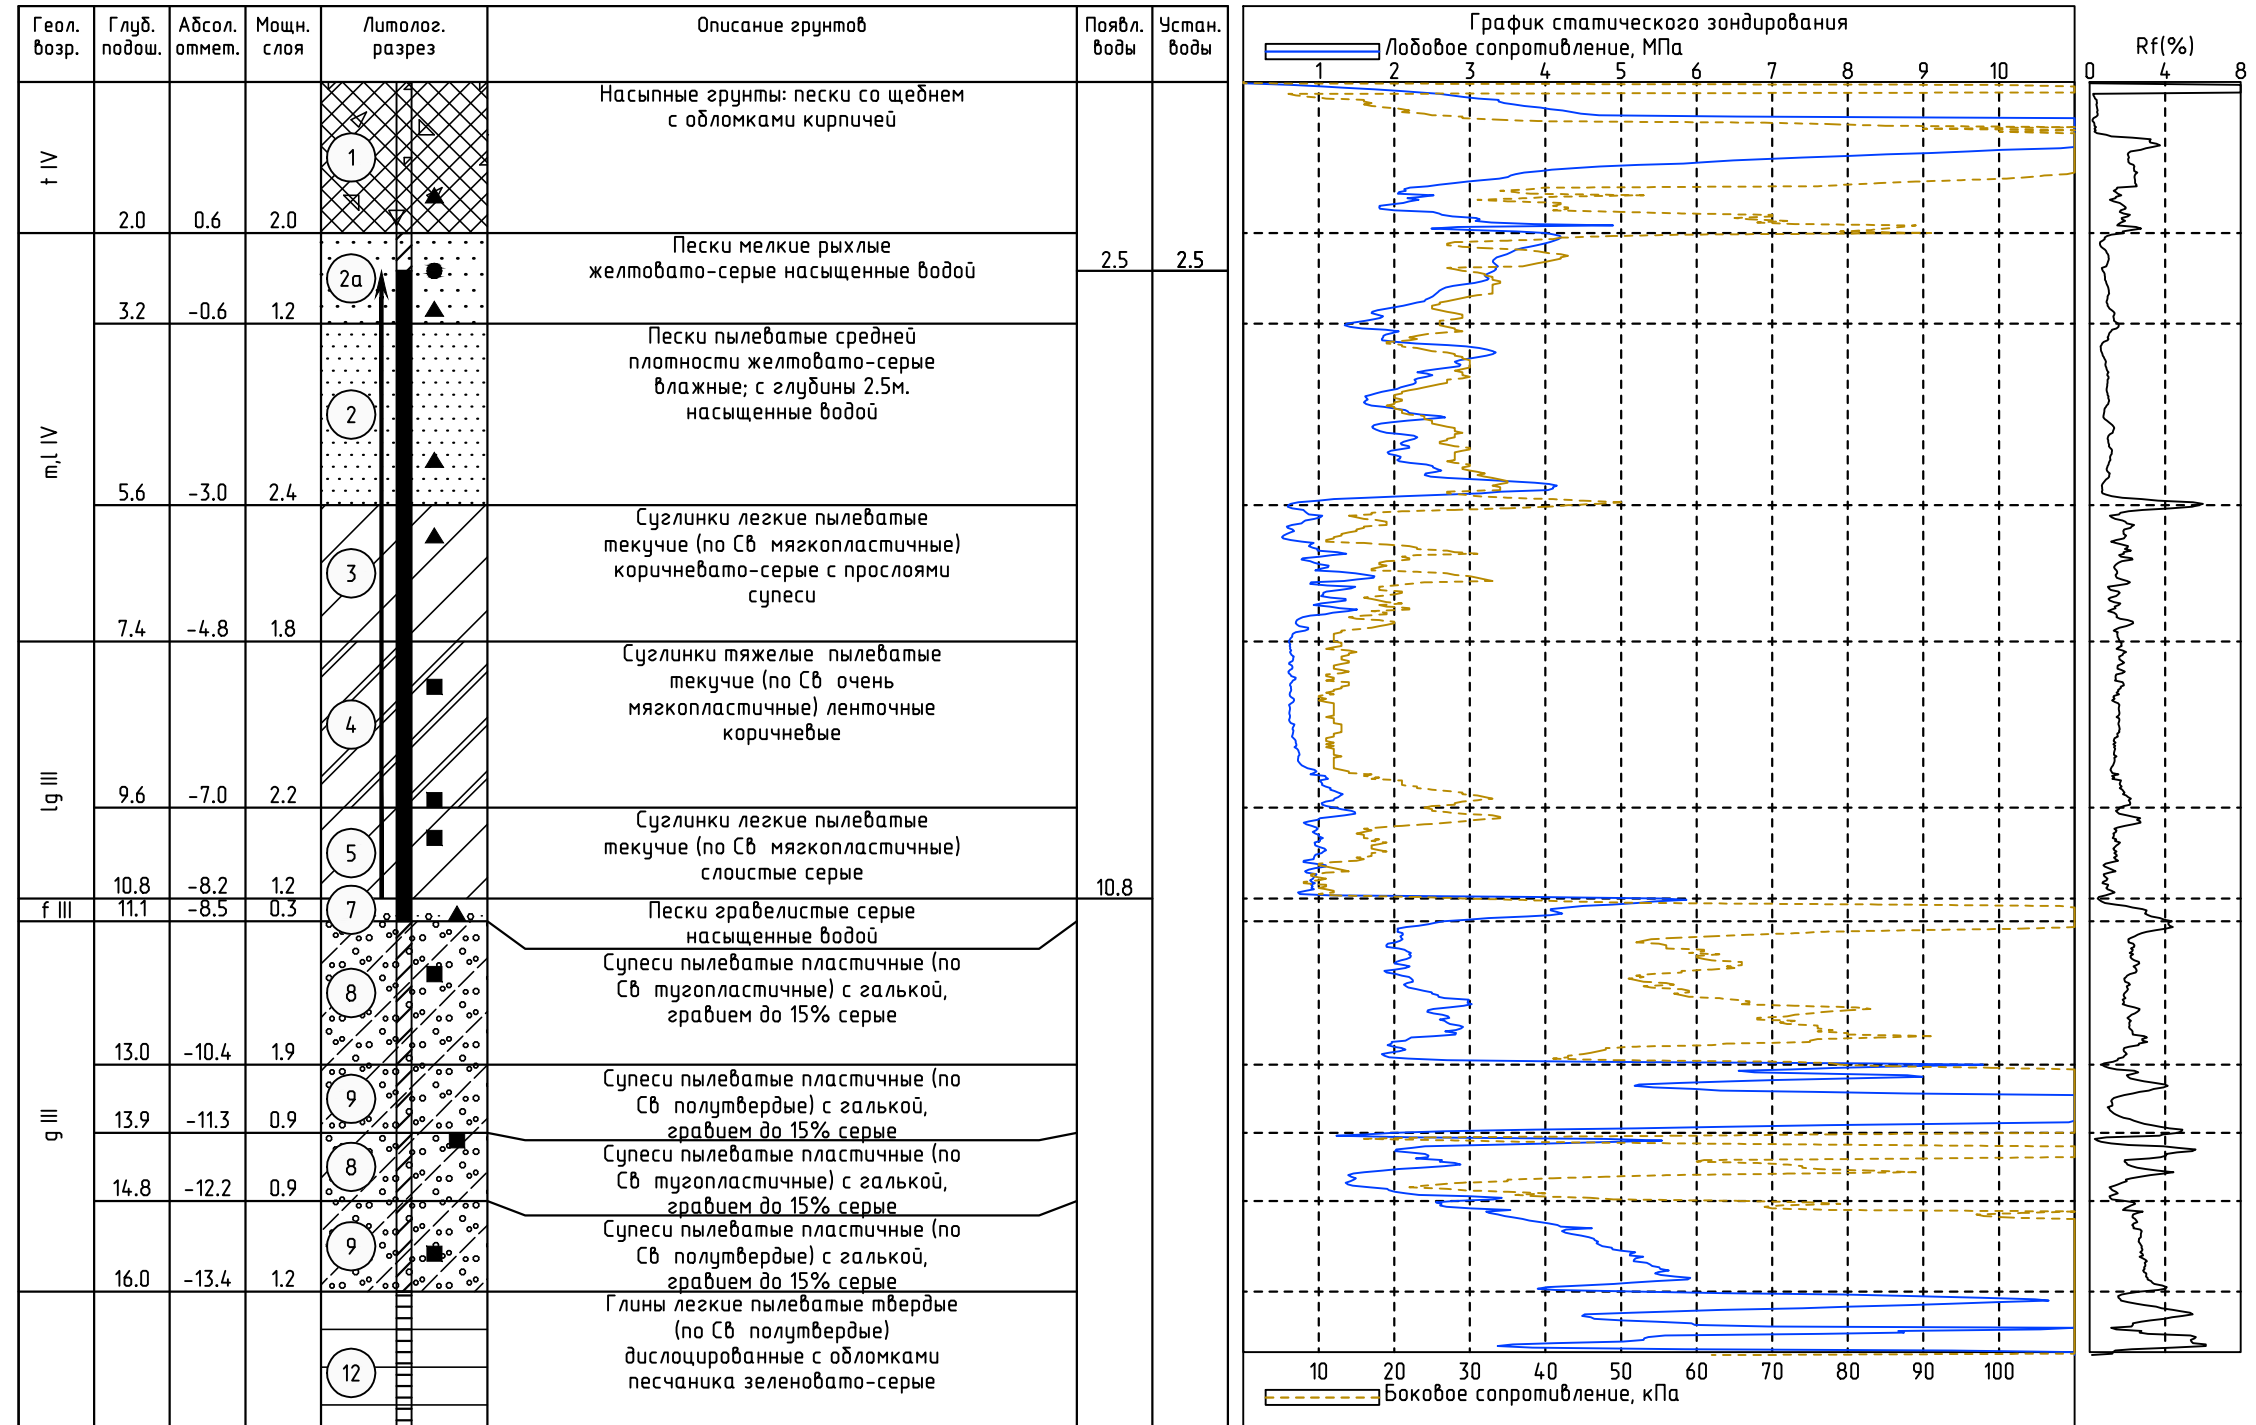 Геол. возр.
Глуб. подош.
Абсол. отмет.
Мощн. слоя
Литолог. разрез
Описание грунтов
Появл. воды
Устан. воды
График статического зондирования
Лобовое сопротивление, МПа
1 2 3 4 5 6 7 8 9 10
Rf(%)
0 4 8
t IV
1
2.0 0.6 2.0
Насыпные грунты: пески со щебнем
с обломками кирпичей
m,l IV
2а
3.2 -0.6 1.2
Пески мелкие рыхлые
желтовато-серые насыщенные водой
2.5 2.5
2
5.6 -3.0 2.4
Пески пылеватые средней
плотности желтовато-серые
влажные; с глубины 2.5м.
насыщенные водой
3
7.4 -4.8 1.8
Суглинки легкие пылеватые
текучие (по Св мягкопластичные)
коричневато-серые с прослоями
супеси
lg III
4
9.6 -7.0 2.2
Суглинки тяжелые пылеватые
текучие (по Св очень
мягкопластичные) ленточные
коричневые
5
10.8 -8.2 1.2
Суглинки легкие пылеватые
текучие (по Св мягкопластичные)
слоистые серые
10.8
f III
7
11.1 -8.5 0.3
Пески гравелистые серые
насыщенные водой
g II
8
13.0 -10.4 1.9
Супеси пылеватые пластичные (по
Св тугопластичные) с галькой,
гравием до 15% серые
9
13.9 -11.3 0.9
Супеси пылеватые пластичные (по
Св полутвердые) с галькой,
гравием до 15% серые
8
14.8 -12.2 0.9
Супеси пылеватые пластичные (по
Св тугопластичные) с галькой,
гравием до 15% серые
9
16.0 -13.4 1.2
Супеси пылеватые пластичные (по
Св полутвердые) с галькой,
гравием до 15% серые
12
Глины легкие пылеватые твердые
(по Св полутвердые)
дислоцированные с обломками
песчаника зеленовато-серые
10 20 30 40 50 60 70 80 90 100
Боковое сопротивление, кПа